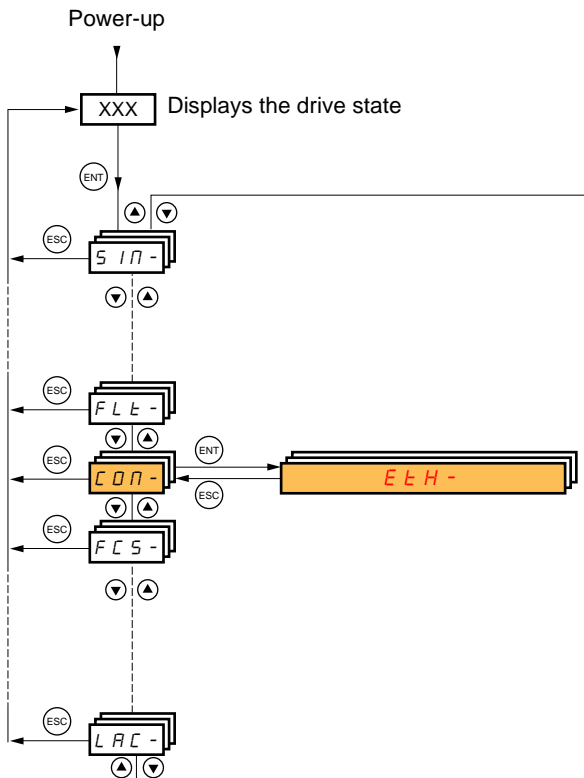 Power-up
XXX Displays the drive state
ENT
ESC
SIM-
ESC
FLt-
ESC
COM-
ENT
ESC
EtH-
ESC
FCS-
ESC
LAC-